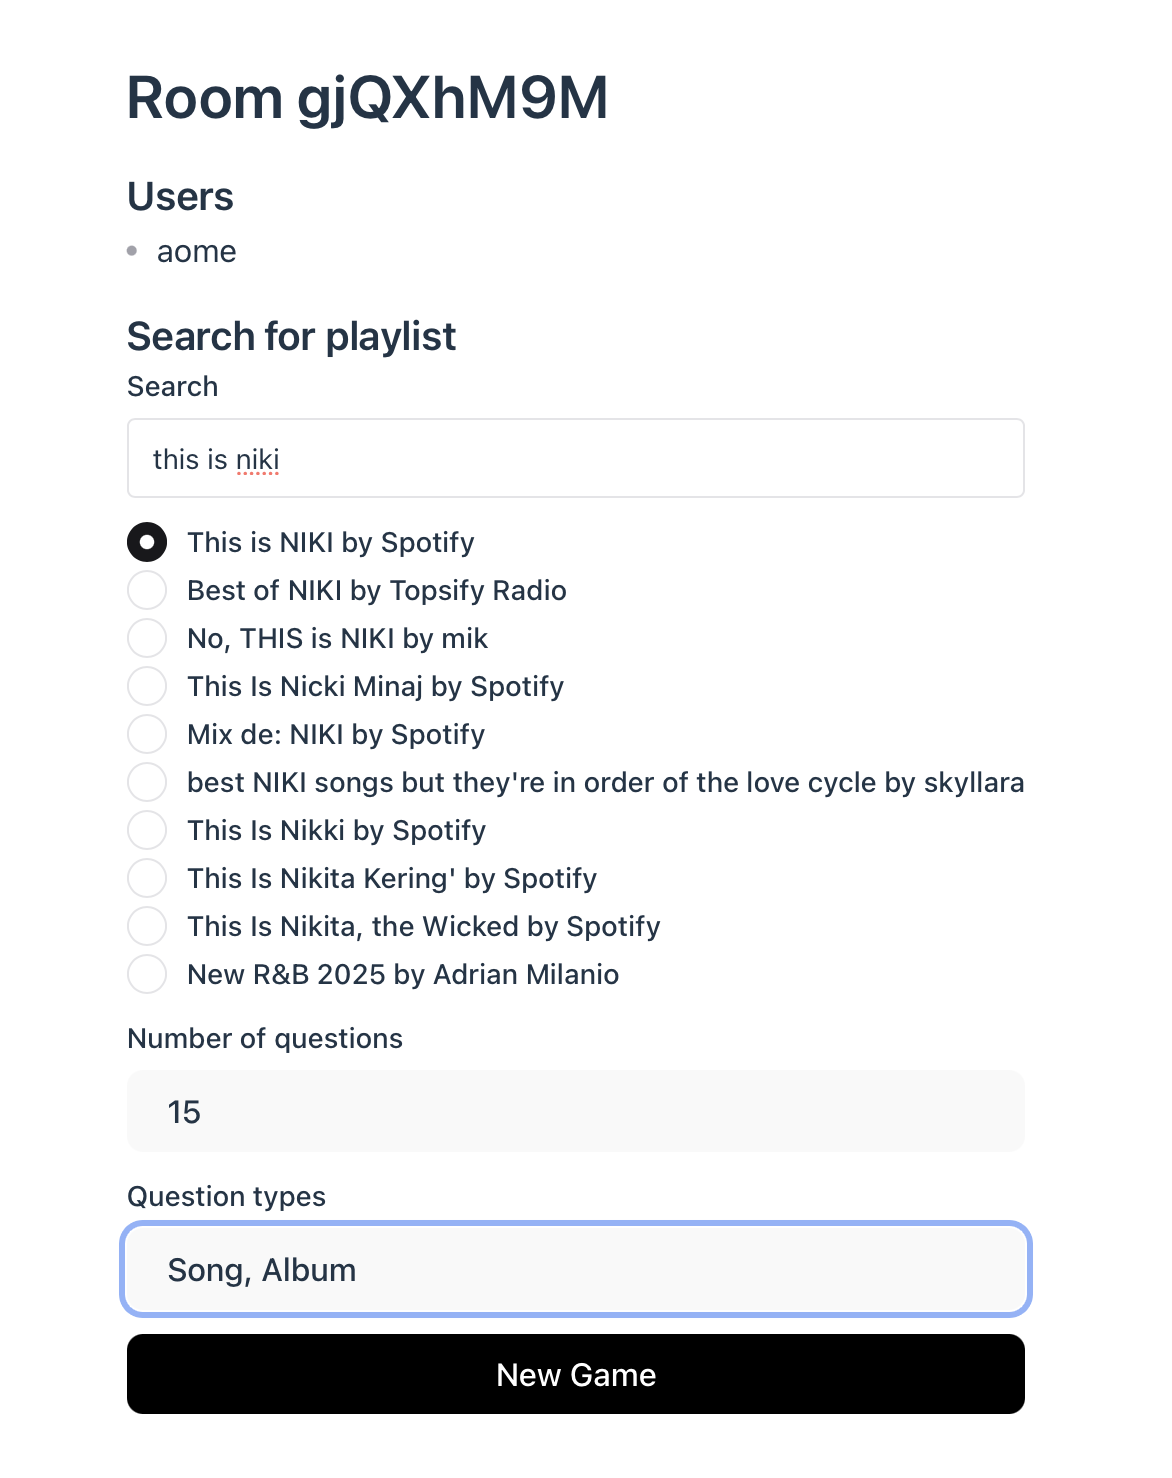 Room gjQXhM9M
Users
aome
Search for playlist
Search
this is niki
This is NIKI by Spotify
Best of NIKI by Topsify Radio
No, THIS is NIKI by mik
This Is Nicki Minaj by Spotify
Mix de: NIKI by Spotify
best NIKI songs but they're in order of the love cycle by skyllara
This Is Nikki by Spotify
This Is Nikita Kering' by Spotify
This Is Nikita, the Wicked by Spotify
New R&B 2025 by Adrian Milanio
Number of questions
15
Question types
Song, Album
New Game